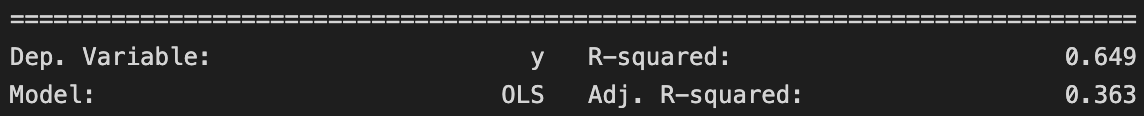 ==============================================================================
Dep. Variable:                      y   R-squared:                       0.649
Model:                            OLS   Adj. R-squared:                  0.363